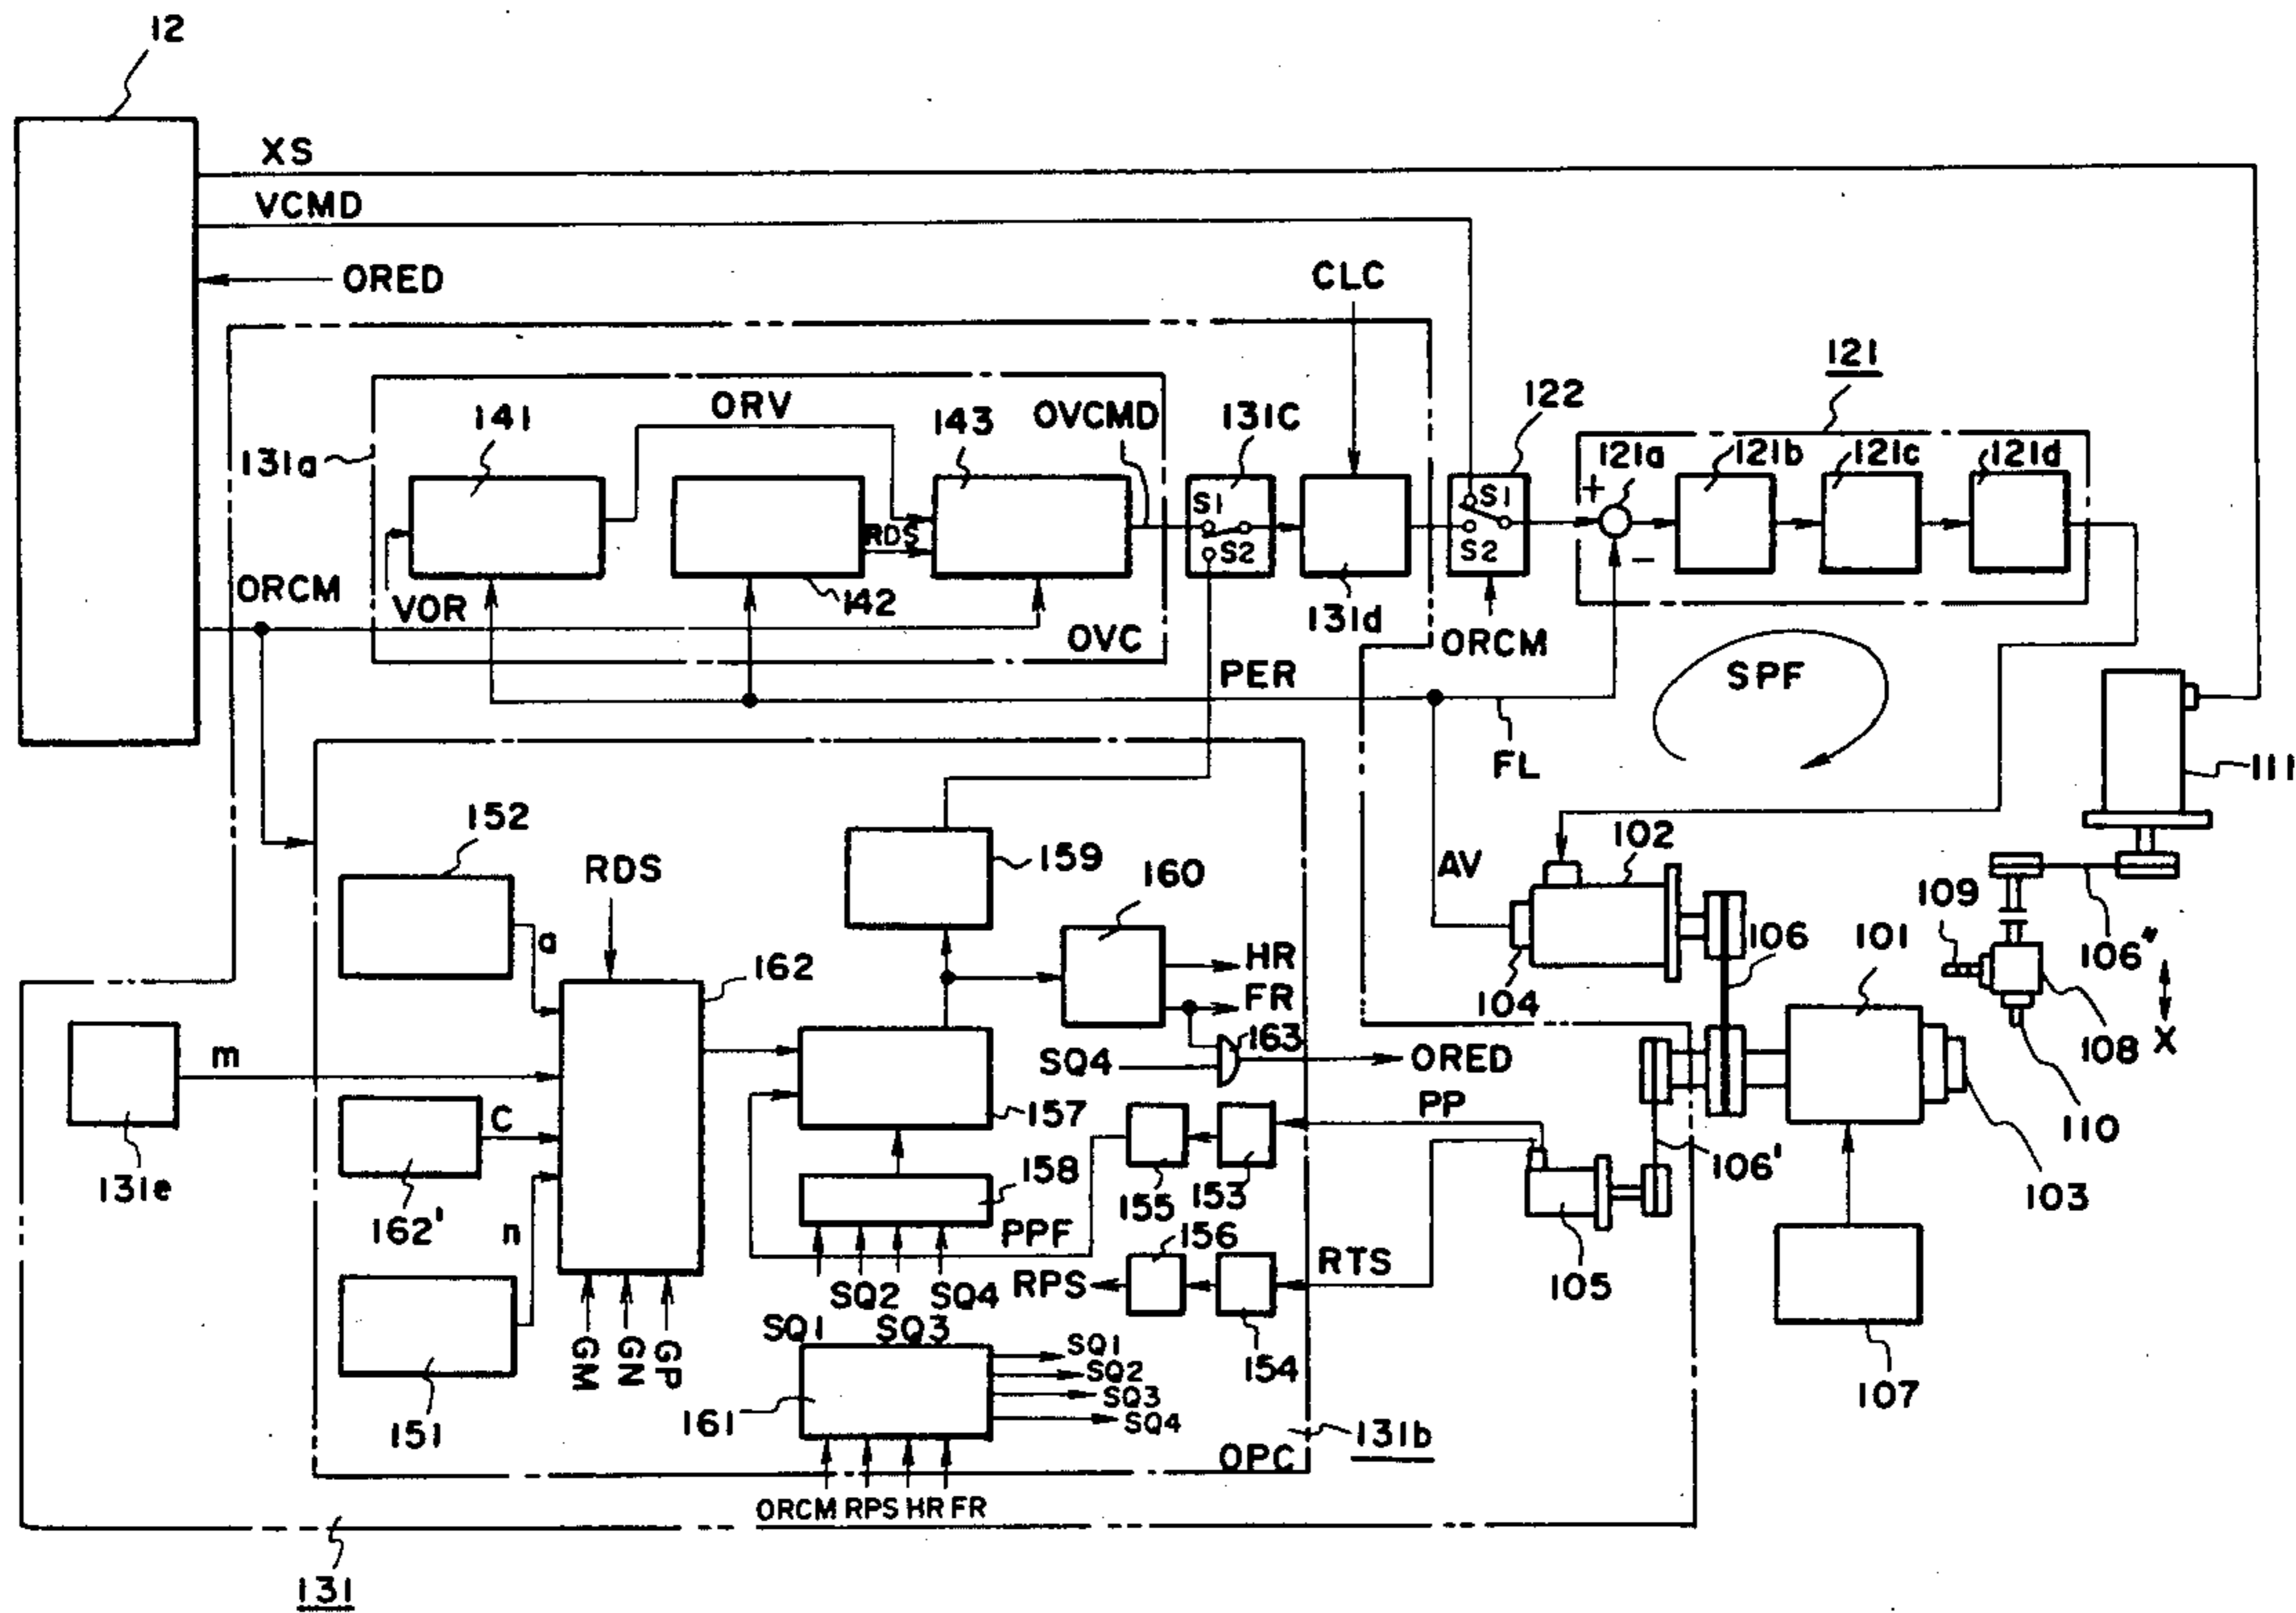 12
XS
VCMD
ORED
CLC
121
122
ORV
OVCMD
141
143
131C
131a
121a
121b
121c
121d
+
S1
S1
RDS
S2
S2
−
ORCM
VOR
142
131d
OVC
ORCM
PER
SPF
FL
111
152
102
159
RDS
160
AV
a
109
101
106
106"
162
HR
FR
104
163
108
X
m
SQ4
ORED
C
157
PP
110
106'
131e
158
155
153
103
162'
n
PPF
156
RTS
105
RPS
SQ2
SQ4
SQ1
SQ3
GM
GN
GP
154
SQ1
SQ2
SQ3
SQ4
107
161
151
131b
OPC
ORCM RPS HR FR
131